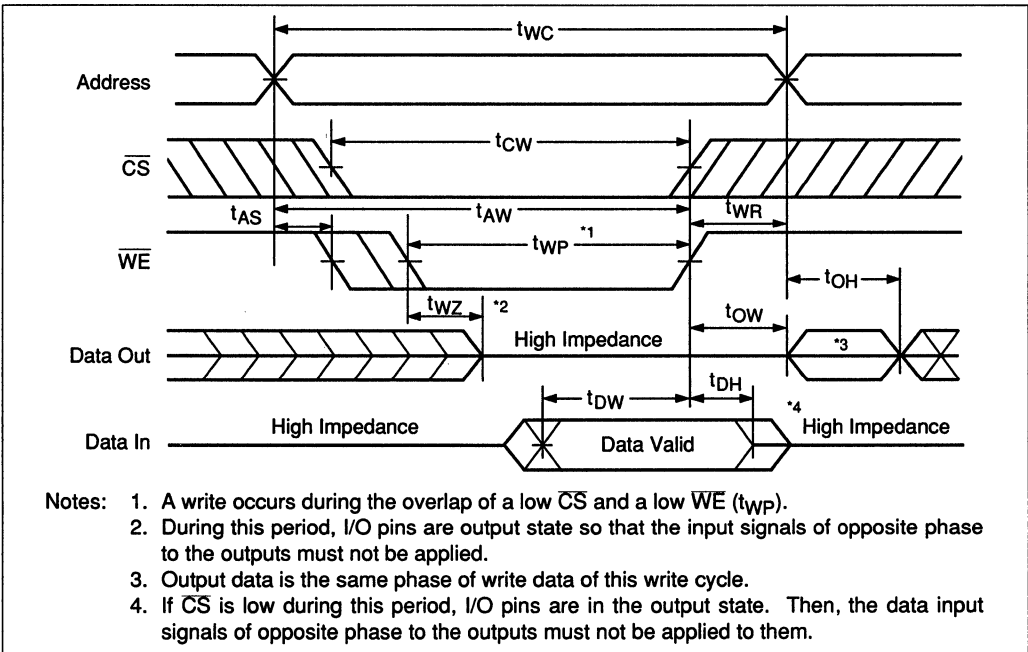 tWC
Address
tCW
CS
tAS
tAW
tWR
WE
tWP *1
tOH
tWZ *2
tOW
High Impedance
*3
Data Out
tDH
tDW
*4
High Impedance
Data Valid
High Impedance
Data In
Notes: 1. A write occurs during the overlap of a low C̅S̅ and a low W̅E̅ (tWP).
2. During this period, I/O pins are output state so that the input signals of opposite phase
to the outputs must not be applied.
3. Output data is the same phase of write data of this write cycle.
4. If C̅S̅ is low during this period, I/O pins are in the output state. Then, the data input
signals of opposite phase to the outputs must not be applied to them.